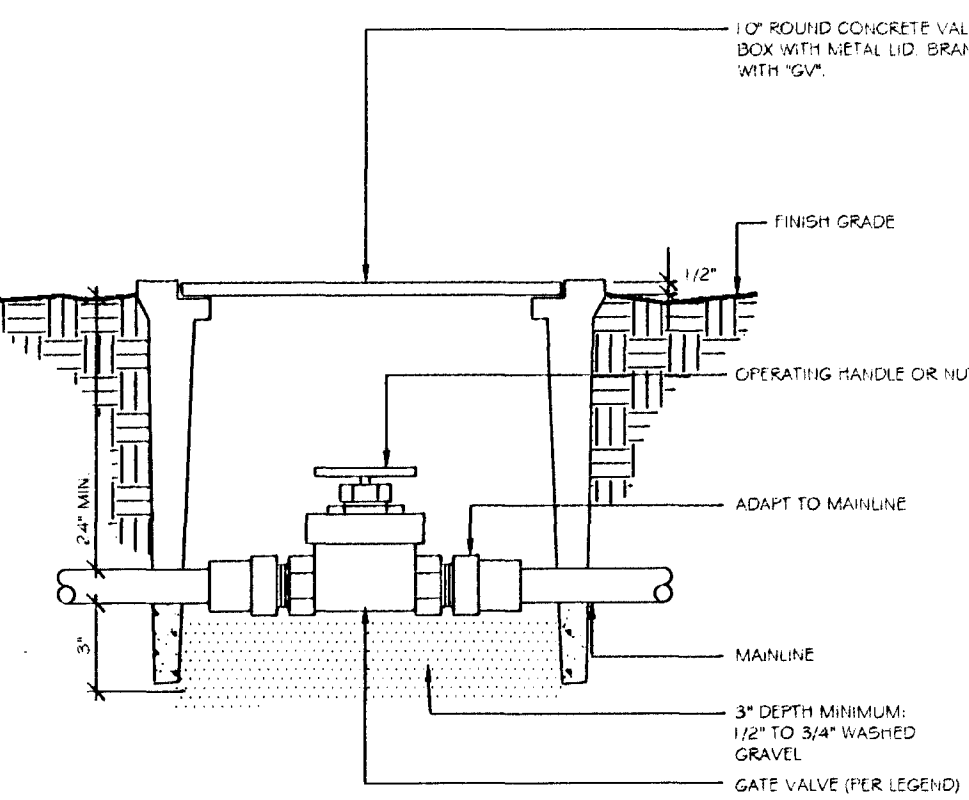 10" ROUND CONCRETE VAL
BOX WITH METAL LID. BRAN
WITH "GV".
FINISH GRADE
1/2"
OPERATING HANDLE OR NU
24" MIN.
ADAPT TO MAINLINE
3"
MAINLINE
3" DEPTH MINIMUM:
1/2" TO 3/4" WASHED
GRAVEL
GATE VALVE (PER LEGEND)